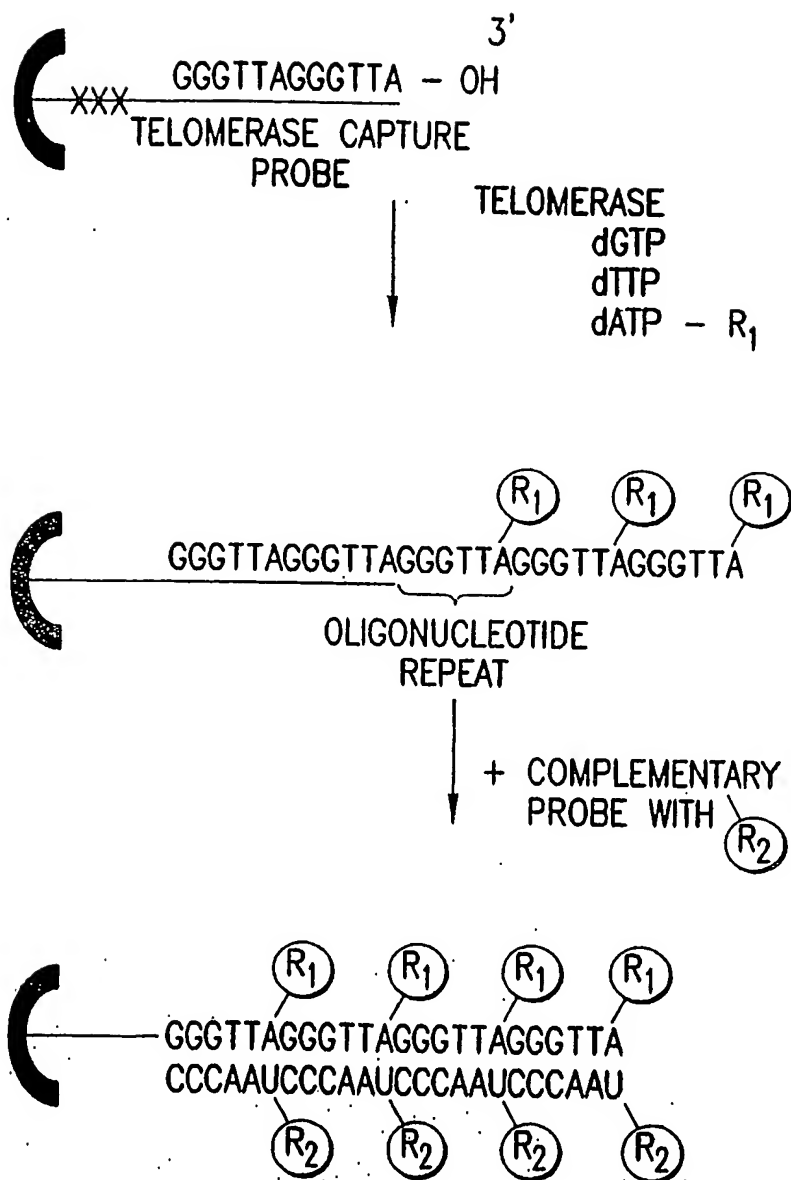 3'
GGGTTAGGGTTA – OH
XXX
TELOMERASE CAPTURE
PROBE
TELOMERASE
dGTP
dTTP
dATP – R1
R1 R1 R1
GGGTTAGGGTTAGGGTTAGGGTTAGGGTTA
OLIGONUCLEOTIDE
REPEAT
+ COMPLEMENTARY
PROBE WITH
R2
R1 R1 R1 R1
GGGTTAGGGTTAGGGTTAGGGTTA
CCCAAUCCCAAUCCCAAUCCCAAU
R2 R2 R2 R2